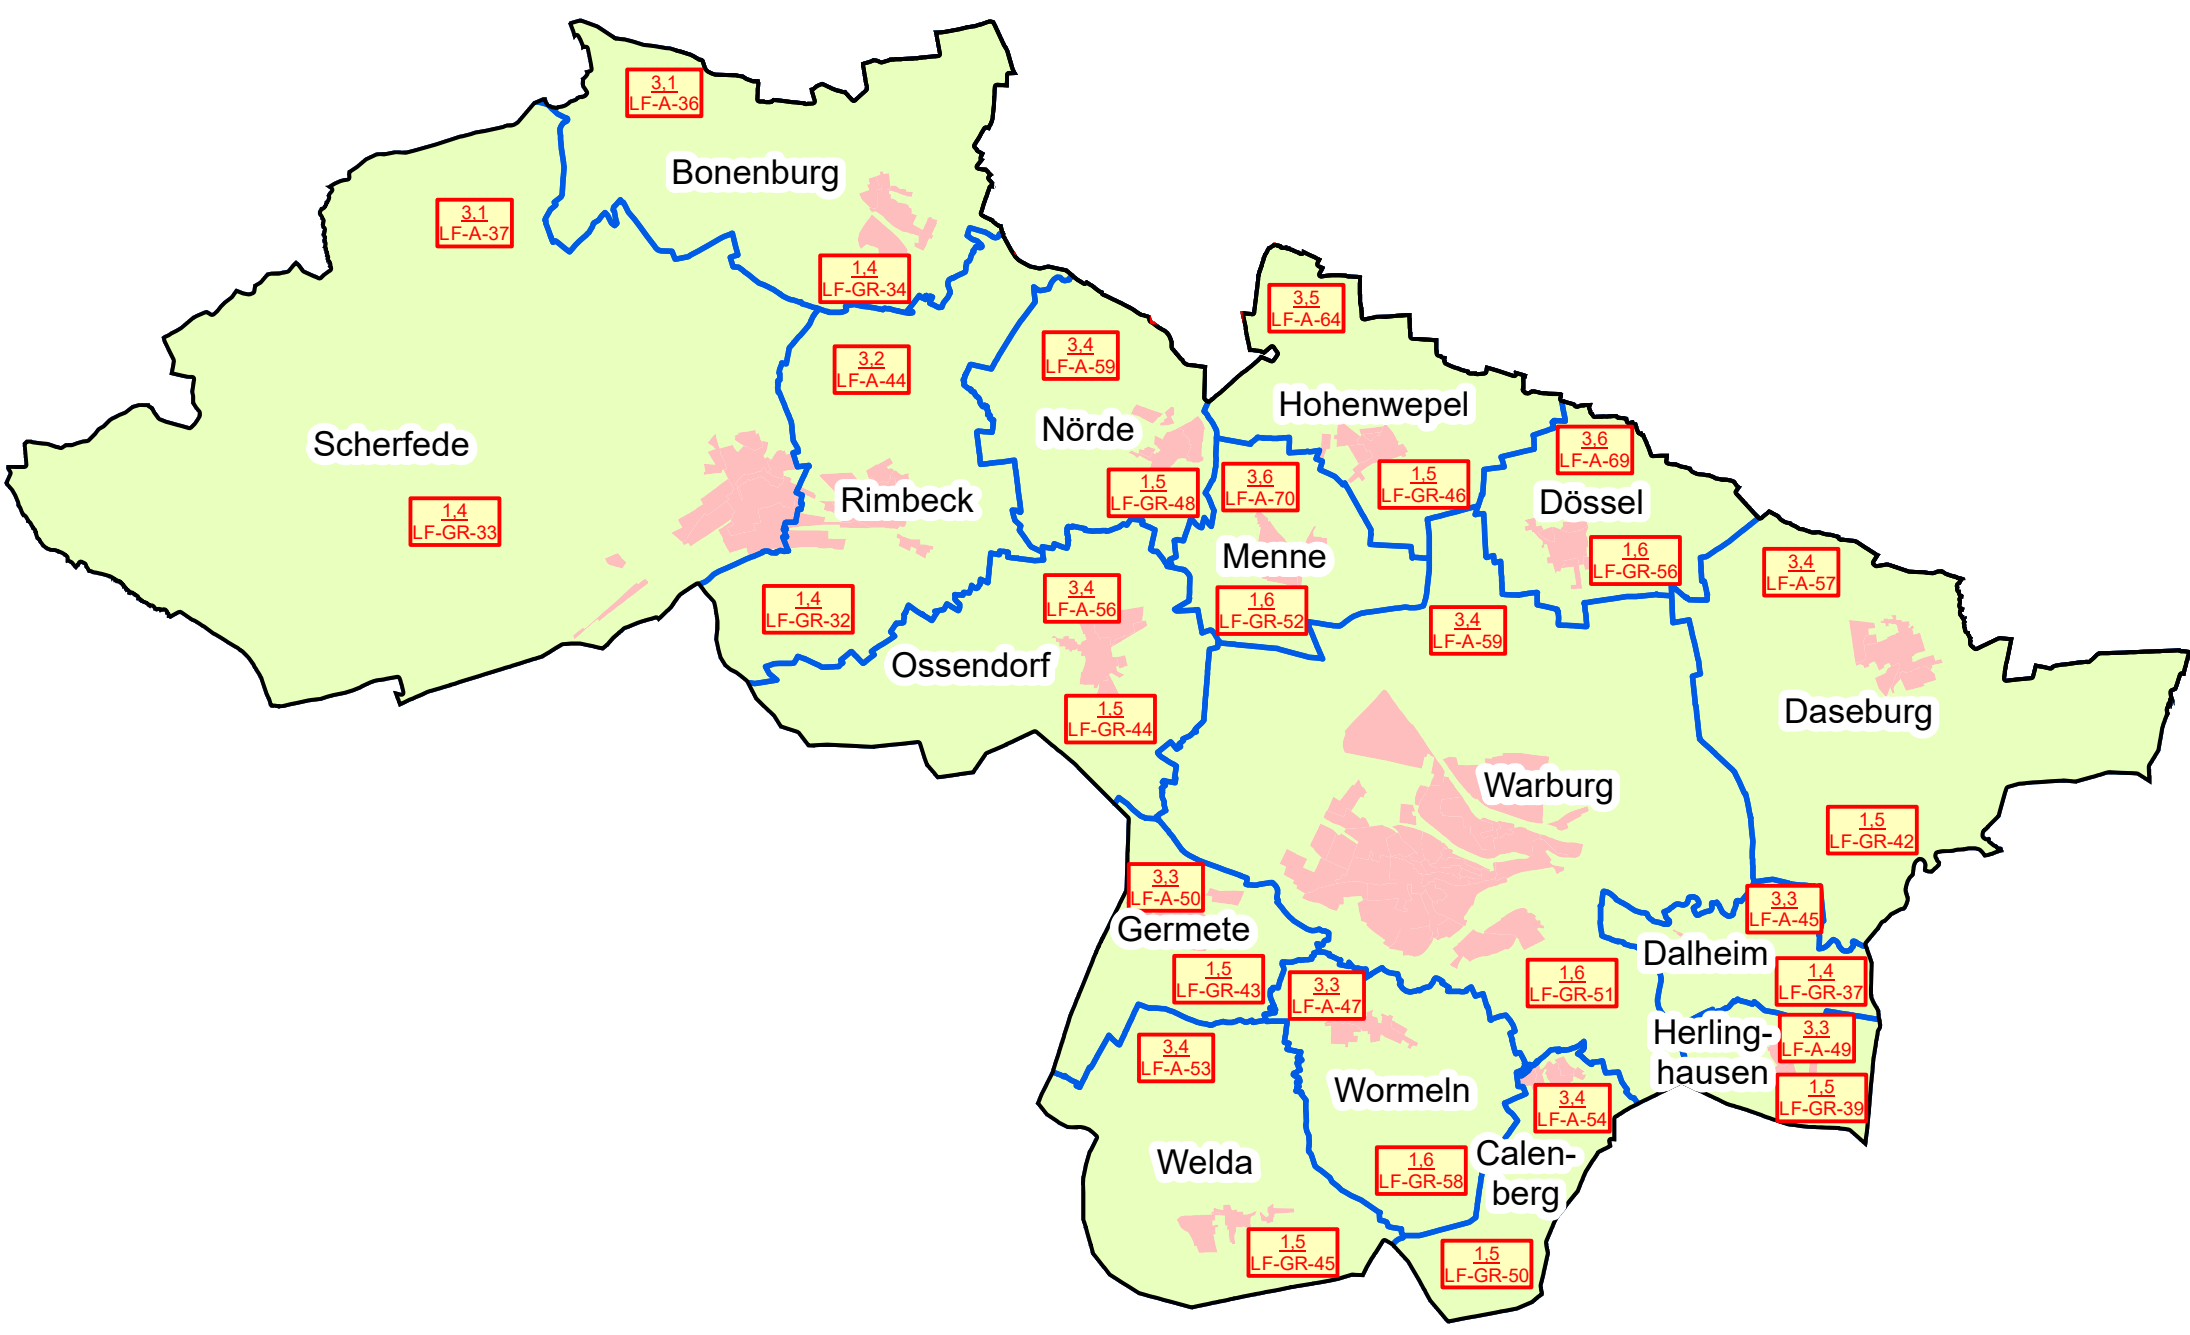 3,1
LF-A-36
Bonenburg
3,1
LF-A-37
1,4
LF-GR-34
3,5
LF-A-64
3,2
LF-A-44
3,4
LF-A-59
Hohenwepel
Scherfede
Nörde
3,6
LF-A-69
1,4
LF-GR-33
Rimbeck
1,5
LF-GR-48
3,6
LF-A-70
1,5
LF-GR-46
Dössel
Menne
1,6
LF-GR-56
3,4
LF-A-57
1,4
LF-GR-32
3,4
LF-A-56
1,6
LF-GR-52
3,4
LF-A-59
Ossendorf
1,5
LF-GR-44
Daseburg
Warburg
1,5
LF-GR-42
3,3
LF-A-50
3,3
LF-A-45
Germete
Dalheim
1,5
LF-GR-43
3,3
LF-A-47
1,6
LF-GR-51
1,4
LF-GR-37
3,4
LF-A-53
Herling-
hausen
3,3
LF-A-49
Wormeln
3,4
LF-A-54
1,5
LF-GR-39
Welda
1,6
LF-GR-58
Calen-
berg
1,5
LF-GR-45
1,5
LF-GR-50